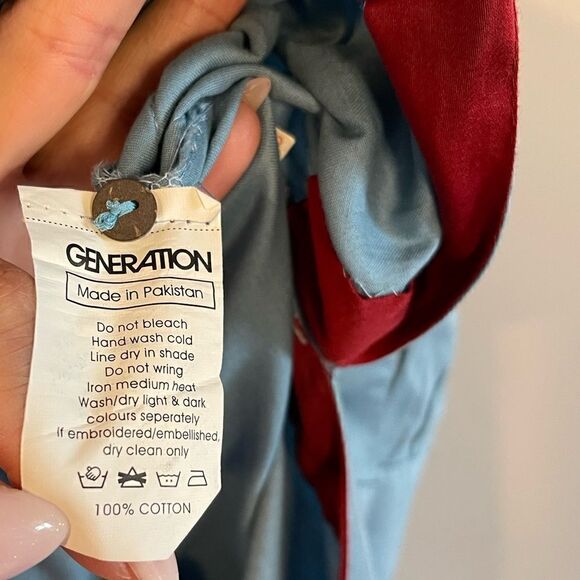 GENERATION
Made in Pakistan
Do not bleach
Hand wash cold
Line dry in shade
Do not wring
Iron medium heat
Wash/dry light & dark
colours seperately
If embroidered/embellished,
dry clean only
100% COTTON